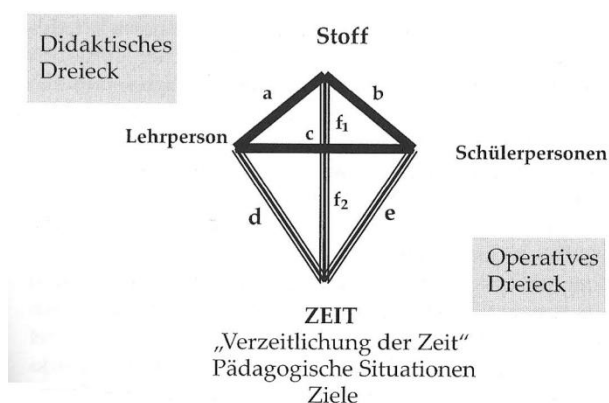 Didaktisches
Dreieck
Stoff
a
b
Lehrperson
c
f₁
Schülerpersonen
d
f₂
e
Operatives
Dreieck
ZEIT
„Verzeitlichung der Zeit“
Pädagogische Situationen
Ziele